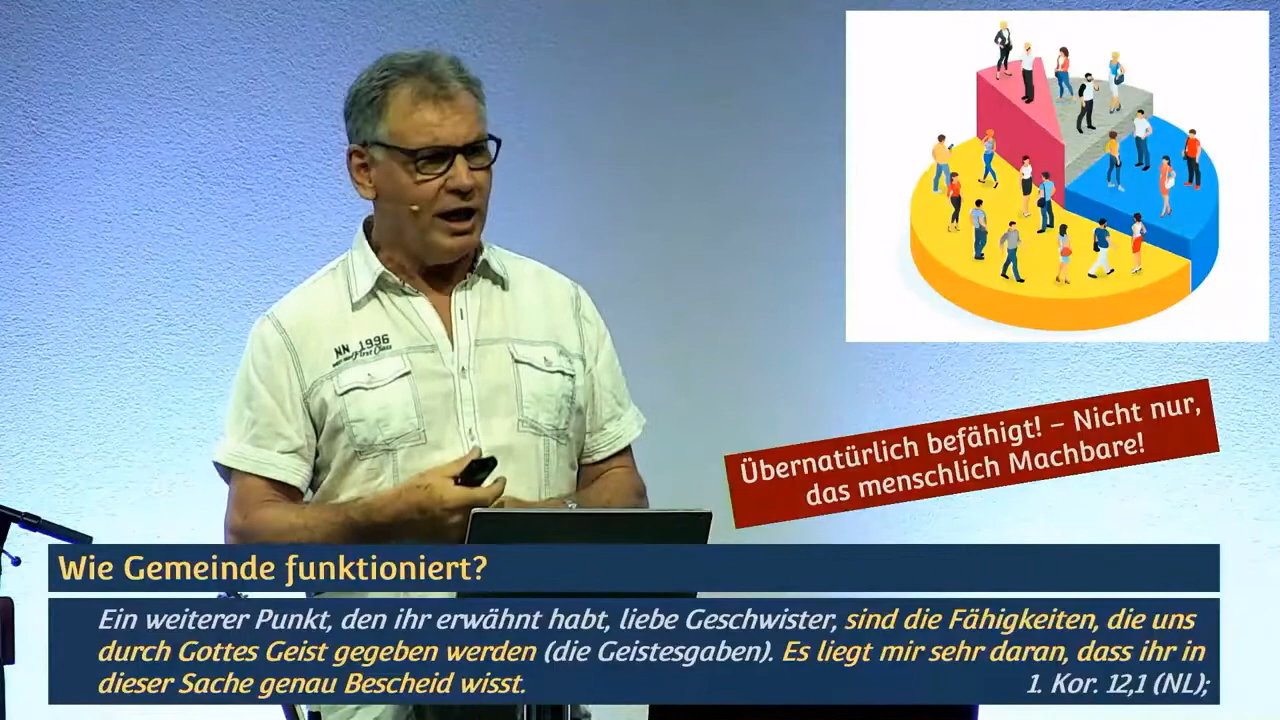 NN 1996
First Class
Übernatürlich befähigt! – Nicht nur,
das menschlich Machbare!
Wie Gemeinde funktioniert?
Ein weiterer Punkt, den ihr erwähnt habt, liebe Geschwister, sind die Fähigkeiten, die uns
durch Gottes Geist gegeben werden (die Geistesgaben). Es liegt mir sehr daran, dass ihr in
dieser Sache genau Bescheid wisst. 1. Kor. 12,1 (NL);